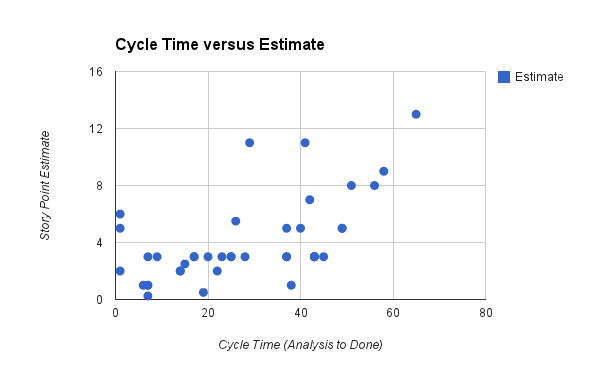 Cycle Time versus Estimate
Estimate
Story Point Estimate
16
12
8
4
0
0 20 40 60 80
Cycle Time (Analysis to Done)